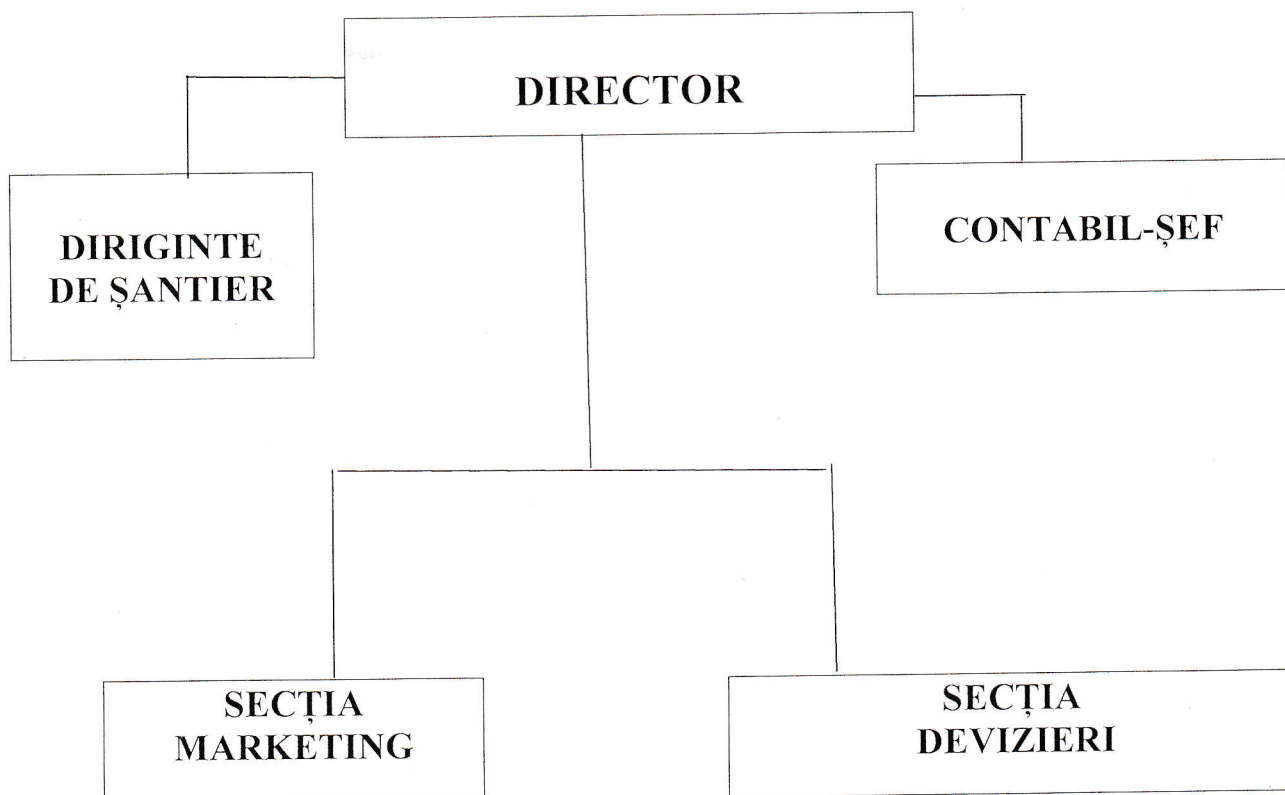 DIRECTOR
DIRIGINTE
DE ȘANTIER
CONTABIL-ȘEF
SECȚIA
MARKETING
SECȚIA
DEVIZIERI